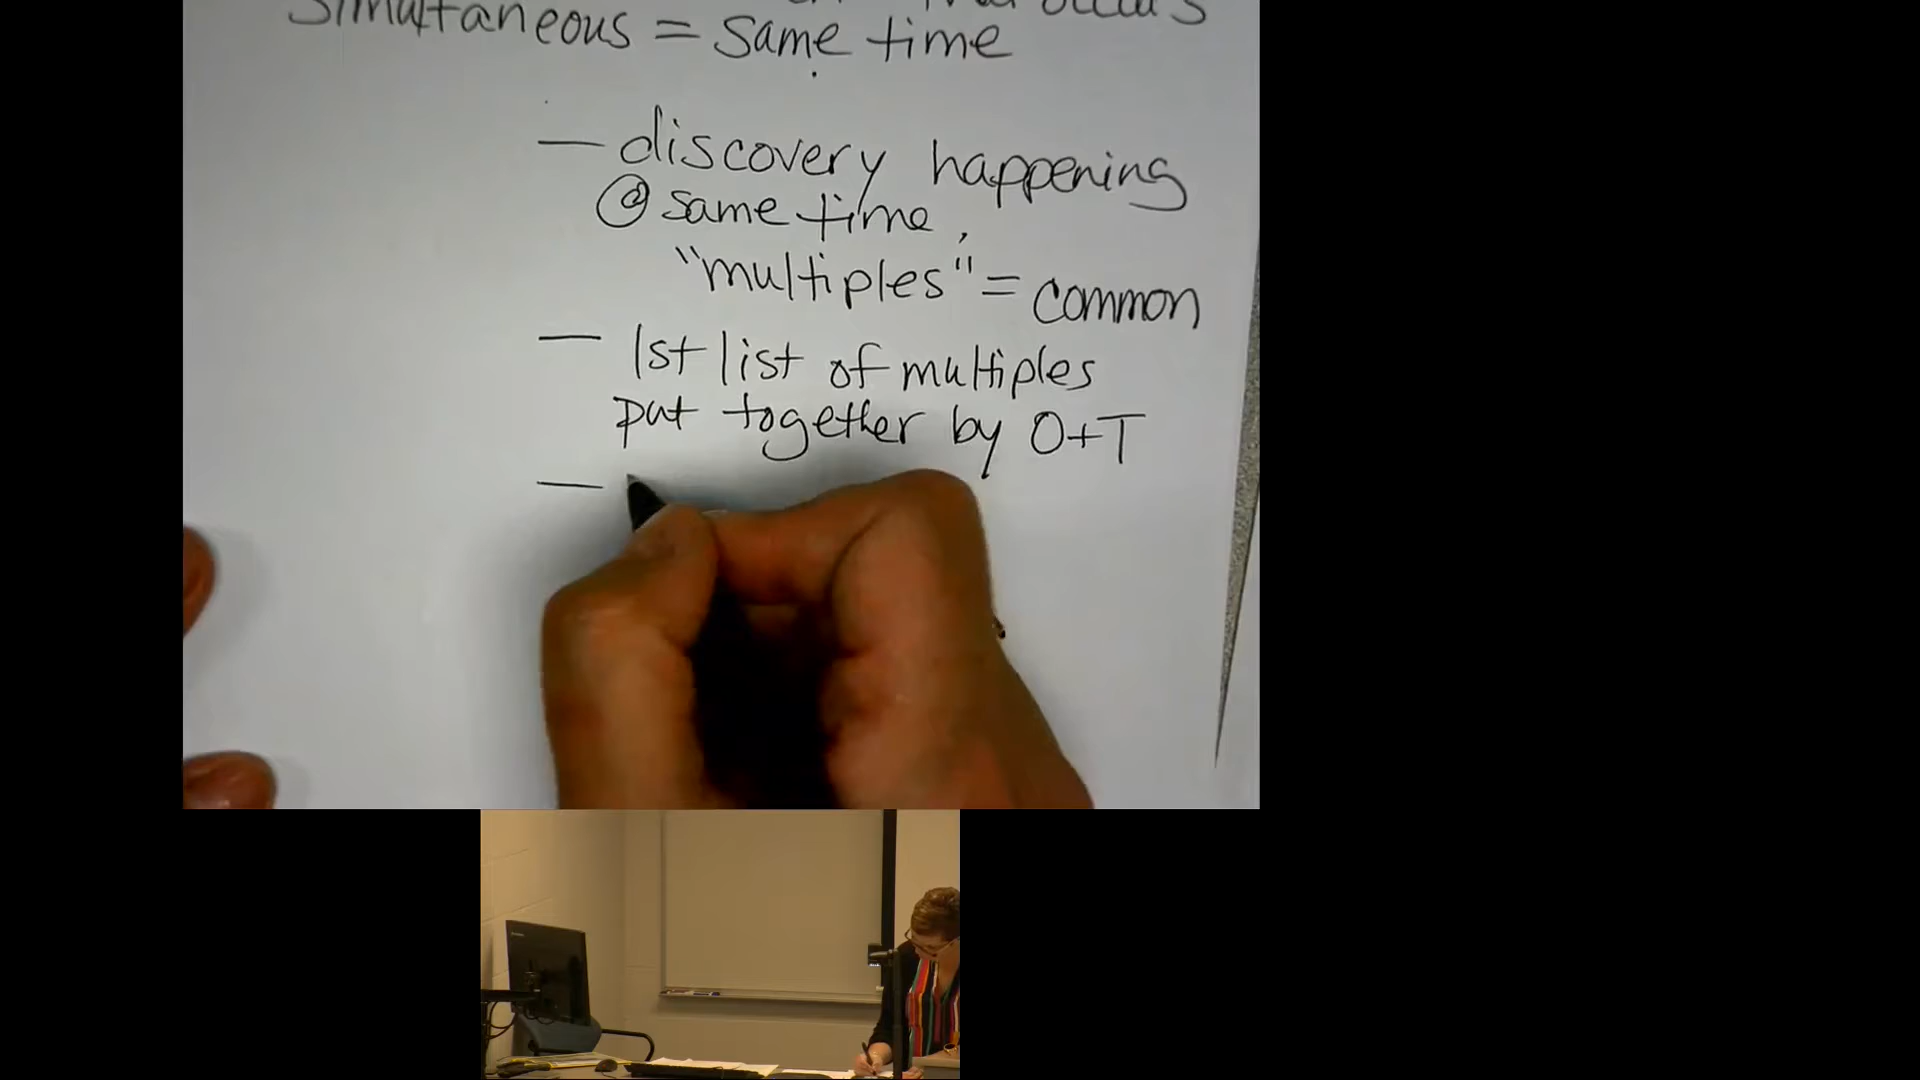 Simultaneous = same time
— discovery happening
@ same time,
"multiples" = common
— 1st list of multiples
put together by O+T
—